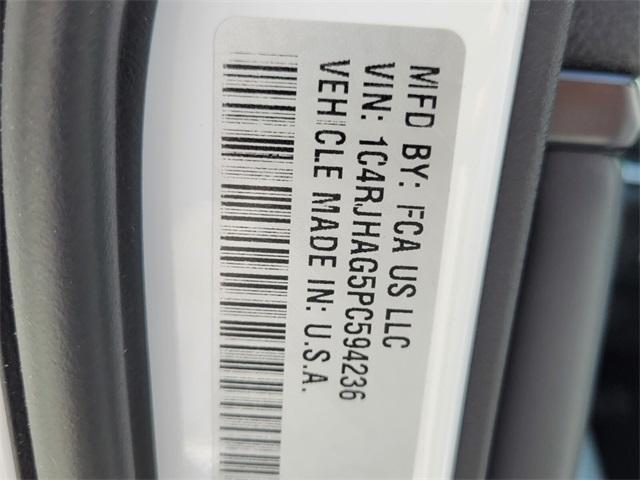 MFD BY: FCA US LLC
VIN: 1C4RJHAG5PC594236
VEHICLE MADE IN: U.S.A.